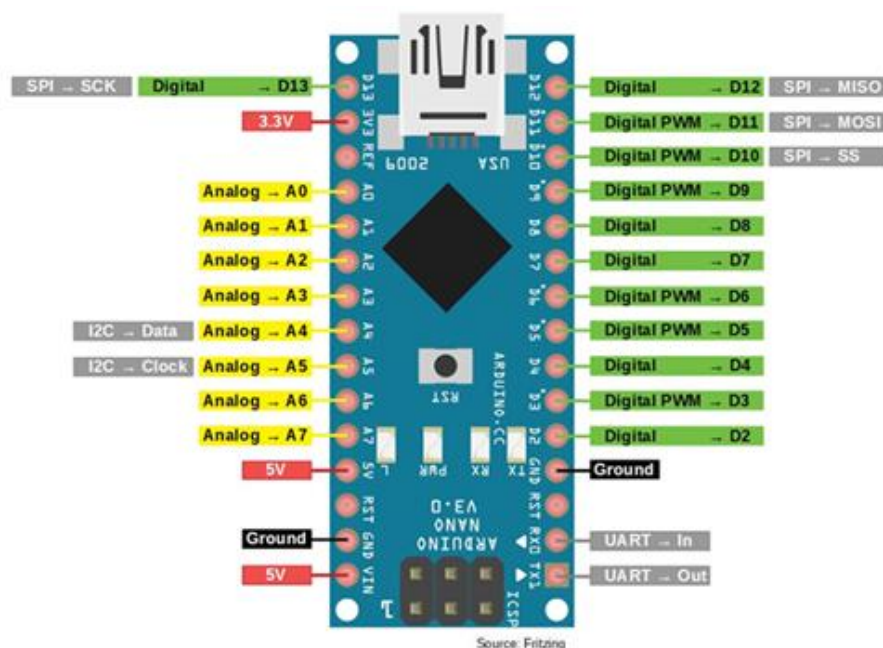 SPI → SCK
Digital → D13
3.3V
Analog → A0
Analog → A1
Analog → A2
Analog → A3
I2C → Data
Analog → A4
I2C → Clock
Analog → A5
Analog → A6
Analog → A7
5V
Ground
5V
D13
3V3
REF
A0
A1
A2
A3
A4
A5
A6
A7
5V
RST
GND
VIN
2009
USA
RST
ARDUINO.CC
L
PWR
RX
TX
ARDUINO
NANO
V3.0
ICSP
1
D12
D11
D10
D9
D8
D7
D6
D5
D4
D3
D2
GND
RST
RX0
TX1
Digital → D12
SPI → MISO
Digital PWM → D11
SPI → MOSI
Digital PWM → D10
SPI → SS
Digital PWM → D9
Digital → D8
Digital → D7
Digital PWM → D6
Digital PWM → D5
Digital → D4
Digital PWM → D3
Digital → D2
Ground
UART → In
UART → Out
Source: Fritzing